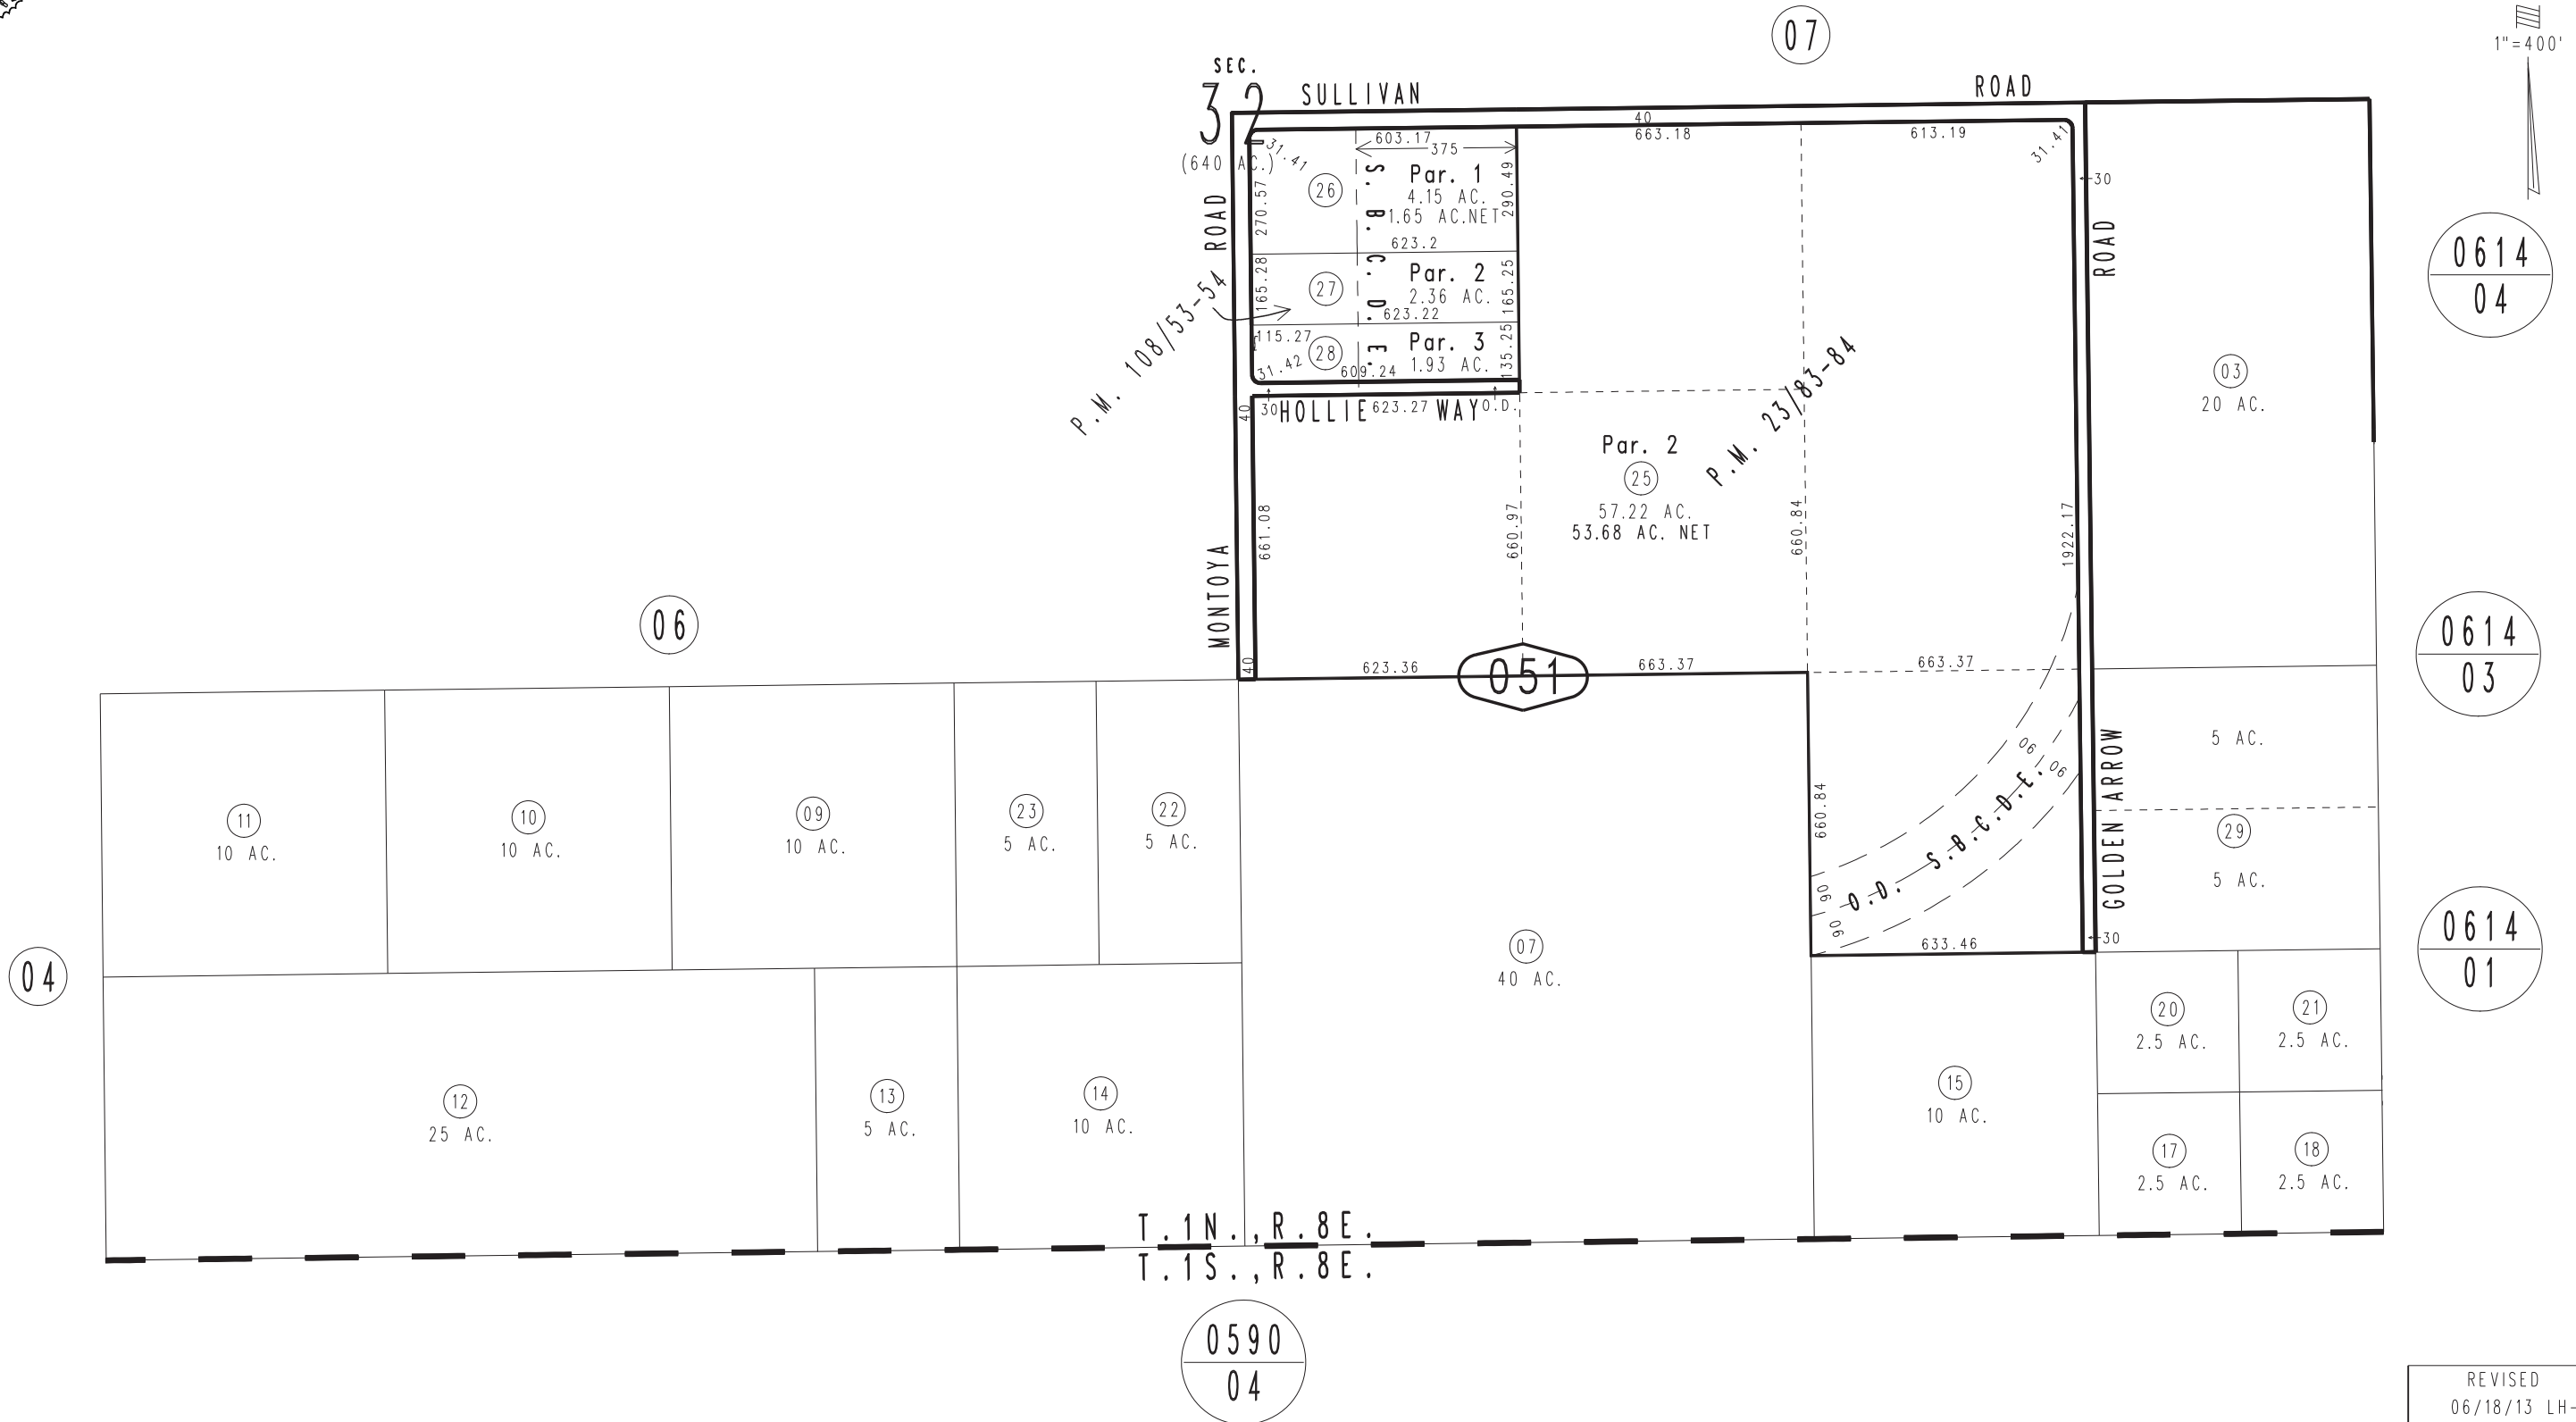 07
1"=400'
SEC.
32
(640 AC.)
SULLIVAN ROAD
40
603.17
375
663.18
613.19
31.41
31.41
30
270.57
26
Par. 1
4.15 AC.
1.65 AC.NET
290.49
623.2
S.B.C.D.E.
ROAD
ROAD
0614
04
165.28
27
Par. 2
2.36 AC.
165.25
623.22
P.M. 108/53-54
115.27
28
Par. 3
1.93 AC.
135.25
31.42
609.24
40
30
HOLLIE WAY
623.27
O.D.
P.M. 23/83-84
03
20 AC.
Par. 2
25
57.22 AC.
53.68 AC. NET
661.08
660.97
660.84
1922.17
MONTOYA
06
40
623.36
051
663.37
663.37
0614
03
5 AC.
GOLDEN ARROW
90
90
O.D. S.B.C.D.E.
660.84
90
90
11
10 AC.
10
10 AC.
09
10 AC.
23
5 AC.
22
5 AC.
29
5 AC.
04
07
40 AC.
633.46
30
0614
01
20
2.5 AC.
21
2.5 AC.
12
25 AC.
13
5 AC.
14
10 AC.
15
10 AC.
17
2.5 AC.
18
2.5 AC.
T.1N.,R.8E.
T.1S.,R.8E.
0590
04
REVISED
06/18/13 LH-